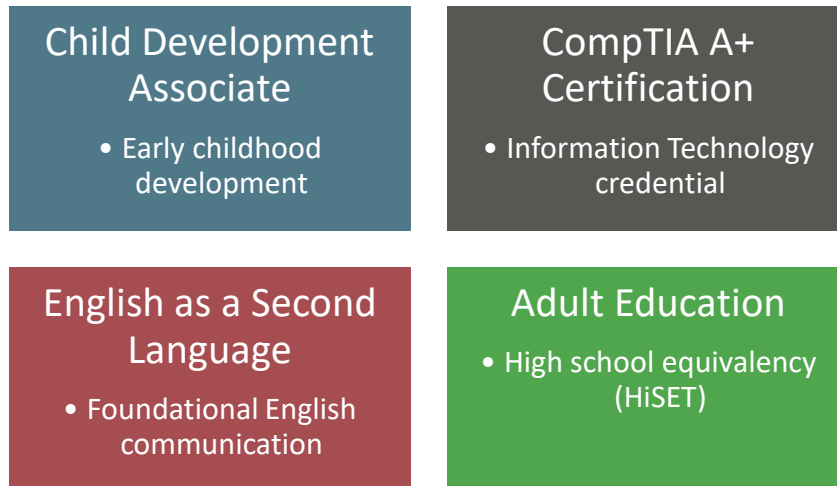 Child Development
Associate
• Early childhood
development
CompTIA A+
Certification
• Information Technology
credential
English as a Second
Language
• Foundational English
communication
Adult Education
• High school equivalency
(HiSET)